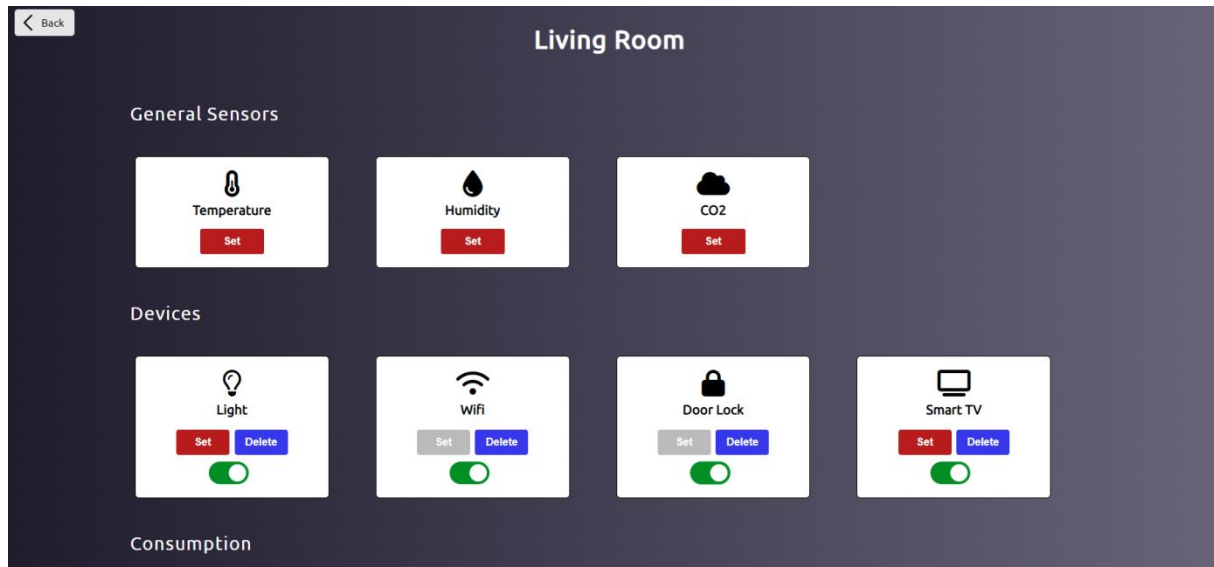 Back
Living Room
General Sensors
Temperature Humidity CO2
Set Set Set
Devices
Light Wifi Door Lock Smart TV
Set Delete Set Delete Set Delete Set Delete
Consumption